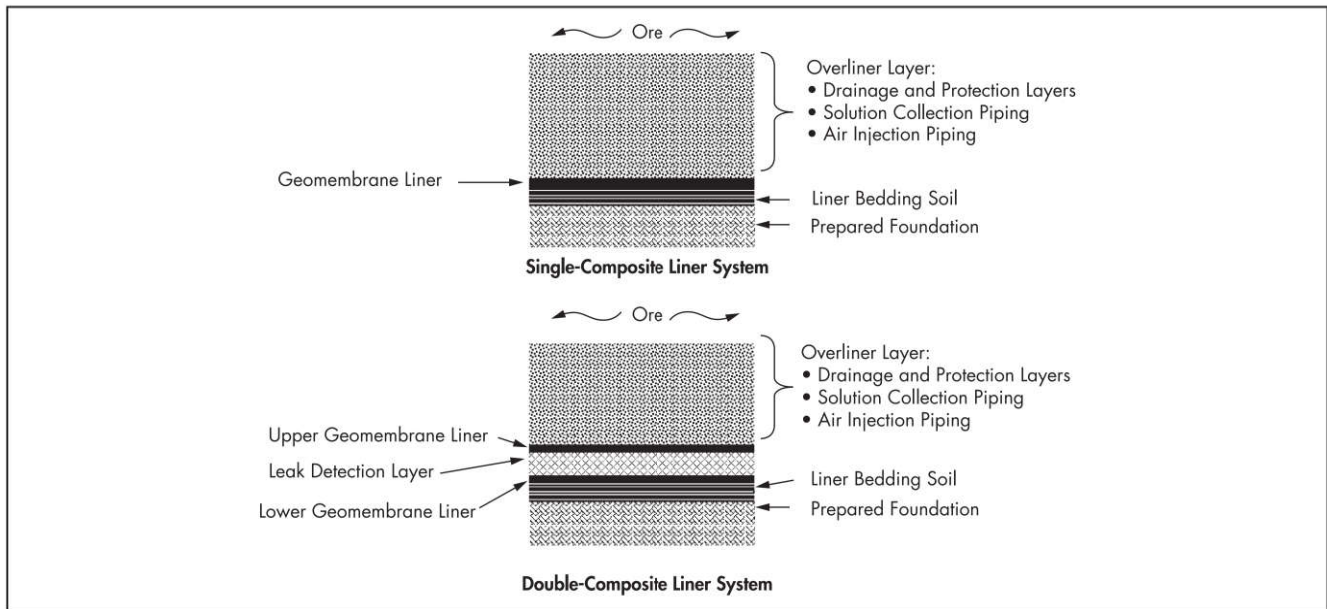 Ore
Overliner Layer:
• Drainage and Protection Layers
• Solution Collection Piping
• Air Injection Piping
Geomembrane Liner
Liner Bedding Soil
Prepared Foundation
Single-Composite Liner System
Ore
Overliner Layer:
• Drainage and Protection Layers
• Solution Collection Piping
• Air Injection Piping
Upper Geomembrane Liner
Leak Detection Layer
Lower Geomembrane Liner
Liner Bedding Soil
Prepared Foundation
Double-Composite Liner System